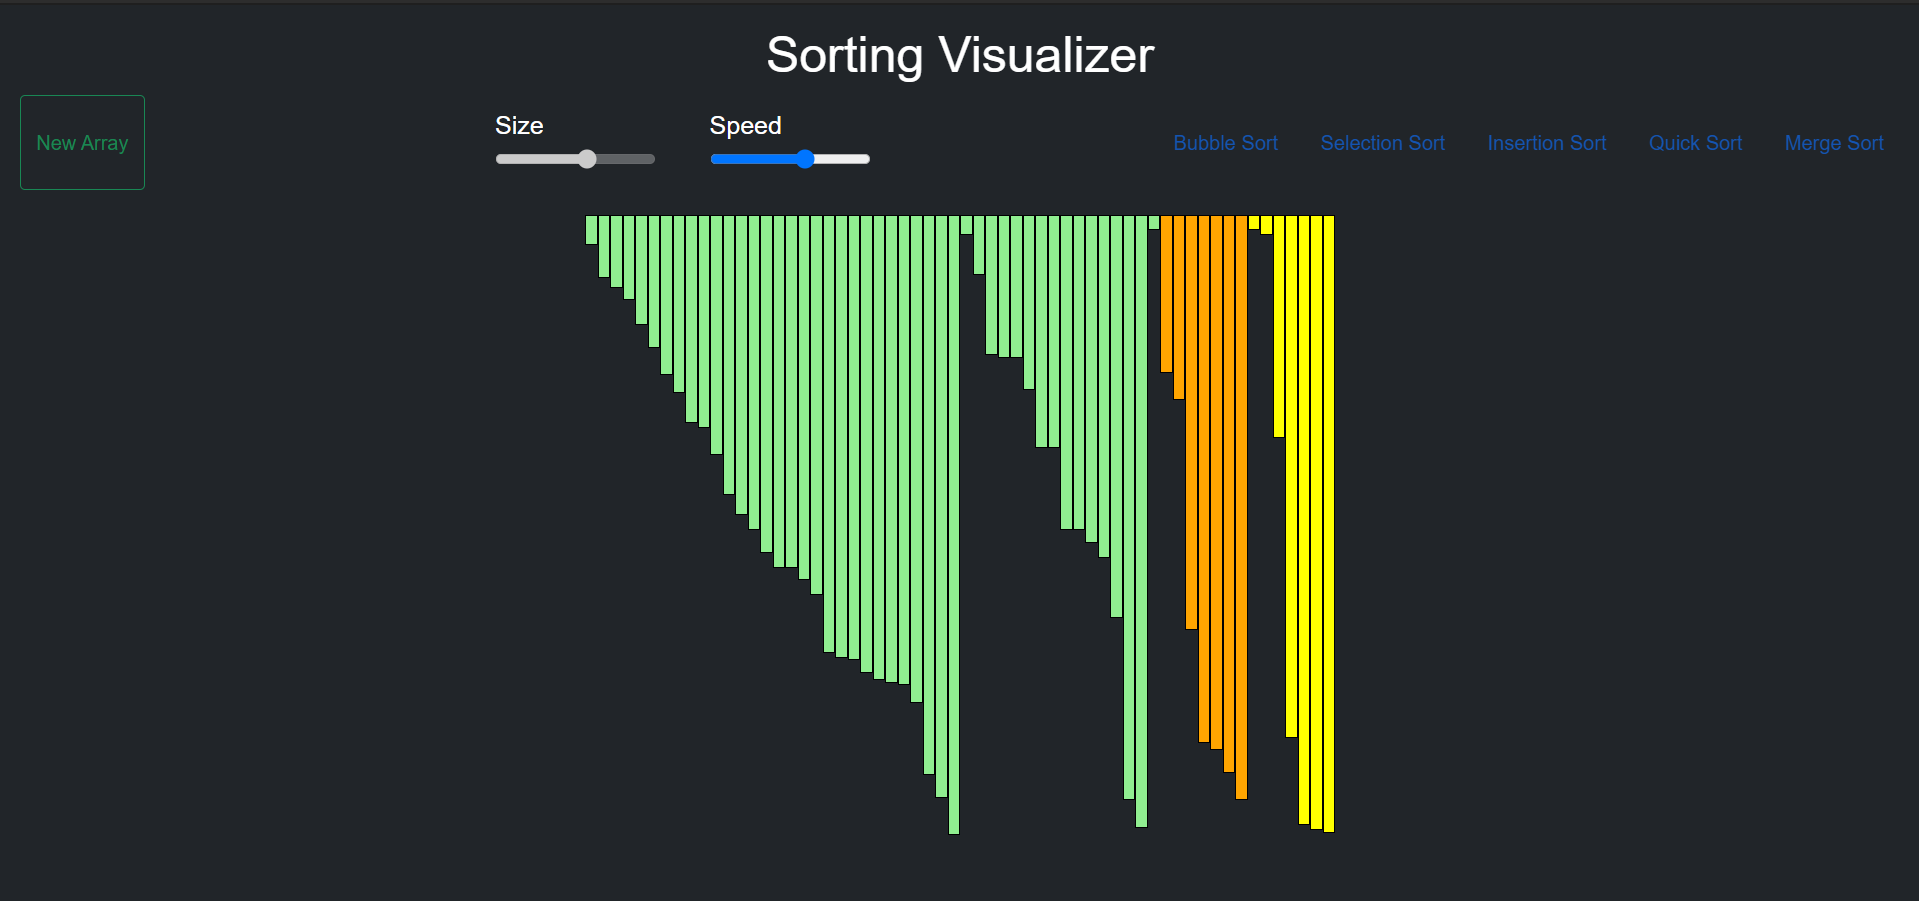 Sorting Visualizer
New Array
Size
Speed
Bubble Sort
Selection Sort
Insertion Sort
Quick Sort
Merge Sort